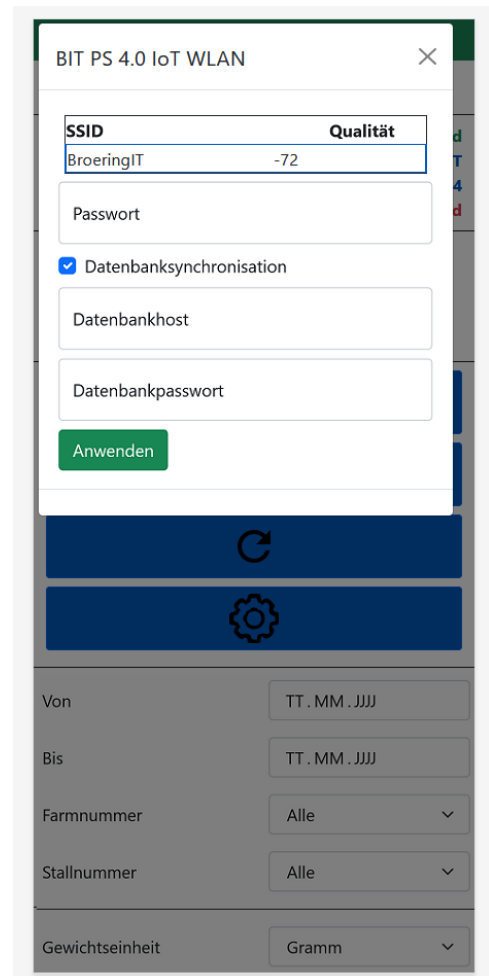 BIT PS 4.0 IoT WLAN
SSID Qualität
BroeringIT -72
Passwort
Datenbanksynchronisation
Datenbankhost
Datenbankpasswort
Anwenden
d
T
4
d
Von TT.MM.JJJJ
Bis TT.MM.JJJJ
Farmnummer Alle
Stallnummer Alle
Gewichtseinheit Gramm